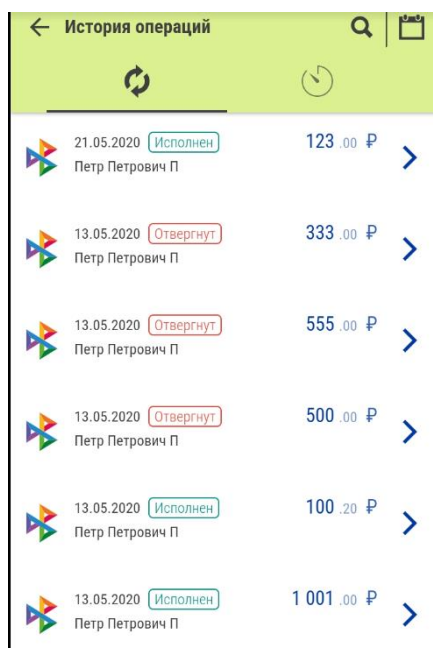 История операций
21.05.2020 Исполнен 123 .00 ₽
Петр Петрович П
13.05.2020 Отвергнут 333 .00 ₽
Петр Петрович П
13.05.2020 Отвергнут 555 .00 ₽
Петр Петрович П
13.05.2020 Отвергнут 500 .00 ₽
Петр Петрович П
13.05.2020 Исполнен 100 .20 ₽
Петр Петрович П
13.05.2020 Исполнен 1 001 .00 ₽
Петр Петрович П